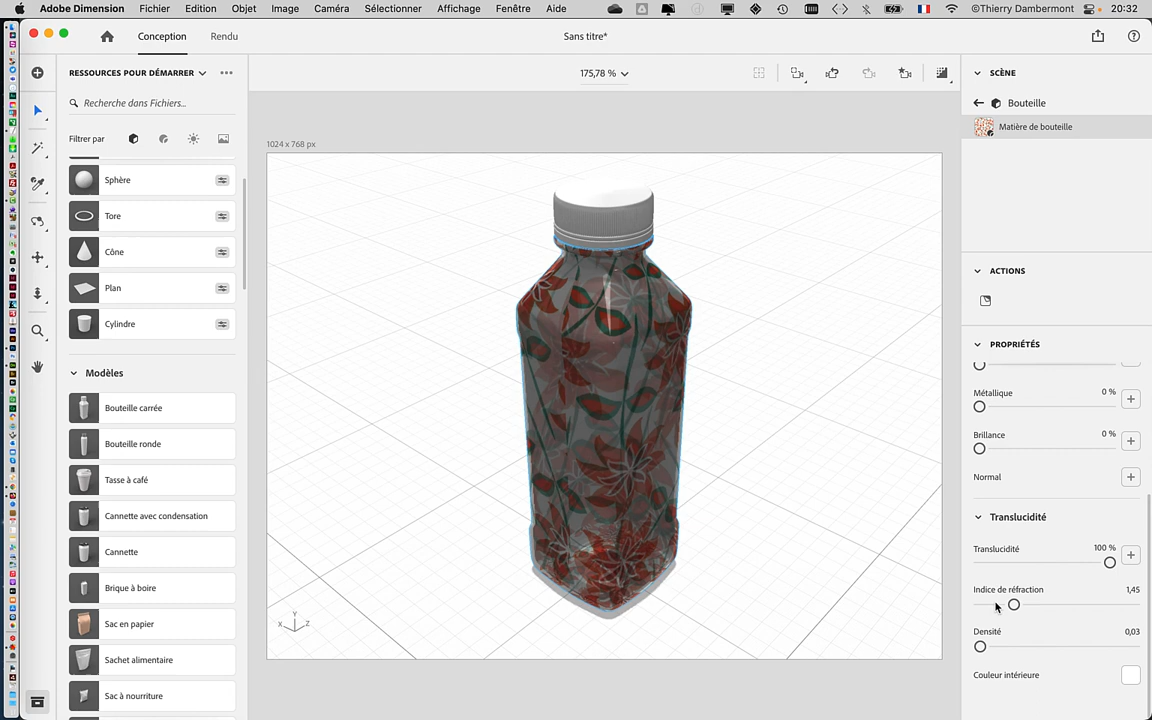 Adobe Dimension Fichier Edition Objet Image Caméra Sélectionner Affichage Fenêtre Aide ©Thierry Dambermont 20:32
Conception Rendu Sans titre*
RESSOURCES POUR DÉMARRER
175,78 %
SCÈNE
Recherche dans Fichiers...
Bouteille
Matière de bouteille
Filtrer par
1024 x 768 px
Sphère
Tore
Cône
Plan
Cylindre
Modèles
Bouteille carrée
Bouteille ronde
Tasse à café
Cannette avec condensation
Cannette
Brique à boire
Sac en papier
Sachet alimentaire
Sac à nourriture
Y
X Z
ACTIONS
PROPRIÉTÉS
Métallique 0 %
Brillance 0 %
Normal
Translucidité
Translucidité 100 %
Indice de réfraction 1,45
Densité 0,03
Couleur intérieure